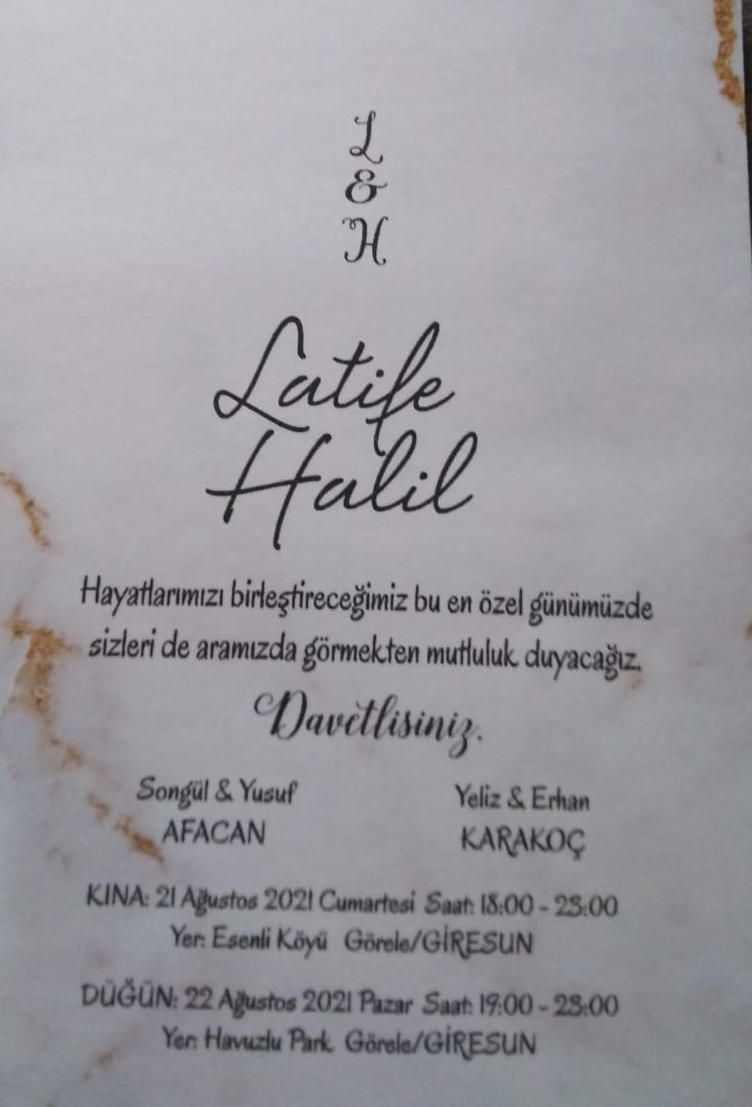 L
&
H
Latife
Halil
Hayatlarımızı birleştireceğimiz bu en özel günümüzde
sizleri de aramızda görmekten mutluluk duyacağız.
Davetlisiniz.
Songül & Yusuf
AFACAN
Yeliz & Erhan
KARAKOÇ
KINA: 21 Ağustos 2021 Cumartesi Saat: 18:00 - 23:00
Yer: Esenli Köyü Görele/GİRESUN
DÜĞÜN: 22 Ağustos 2021 Pazar Saat: 19:00 - 23:00
Yer: Havuzlu Park Görele/GİRESUN